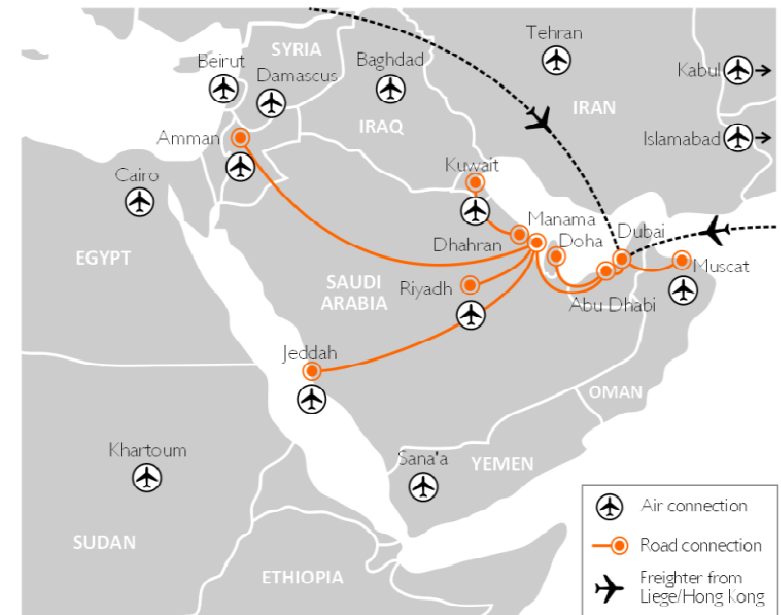 Tehran
SYRIA
Beirut
Baghdad
Damascus
Kabul
IRAN
IRAQ
Amman
Islamabad
Kuwait
Cairo
Manama
Dhahran
Doha
Dubai
EGYPT
Muscat
SAUDI
ARABIA
Riyadh
Abu Dhabi
Jeddah
OMAN
Khartoum
Sana'a
YEMEN
SUDAN
ETHIOPIA
Air connection
Road connection
Freighter from
Liege/Hong Kong